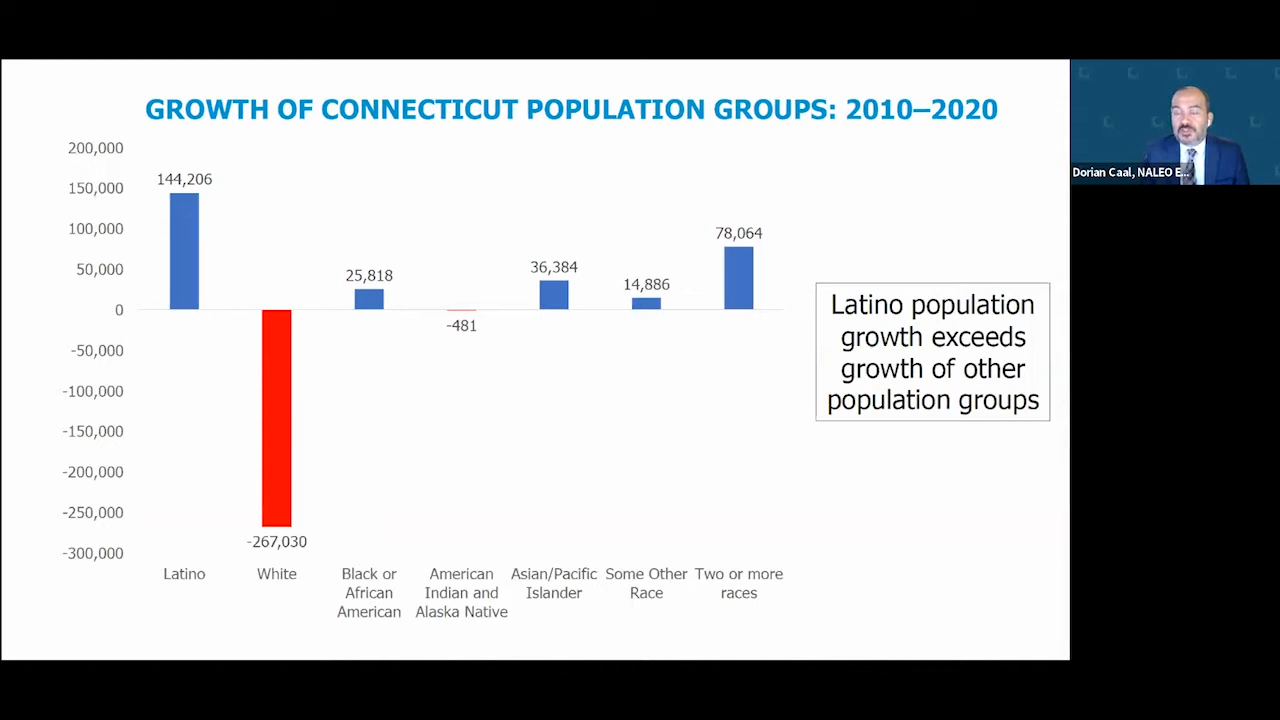 GROWTH OF CONNECTICUT POPULATION GROUPS: 2010–2020
200,000
150,000
100,000
50,000
0
-50,000
-100,000
-150,000
-200,000
-250,000
-300,000
144,206
-267,030
25,818
-481
36,384
14,886
78,064
Latino
White
Black or
African
American
American
Indian and
Alaska Native
Asian/Pacific
Islander
Some Other
Race
Two or more
races
Latino population
growth exceeds
growth of other
population groups
Dorian Caal, NALEO E...